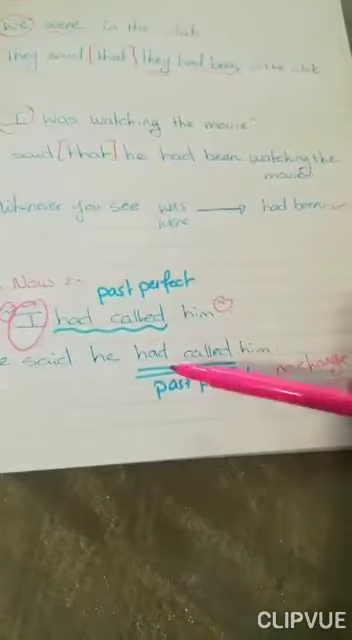 We were in the club
They said [that] they had been in the club
I was watching the movie"
said [that] he had been watching the
movie
Whenever you see was → had been
were
Now :-
past perfect
I had called him"
said he had called him.
past
no change
CLIPVUE